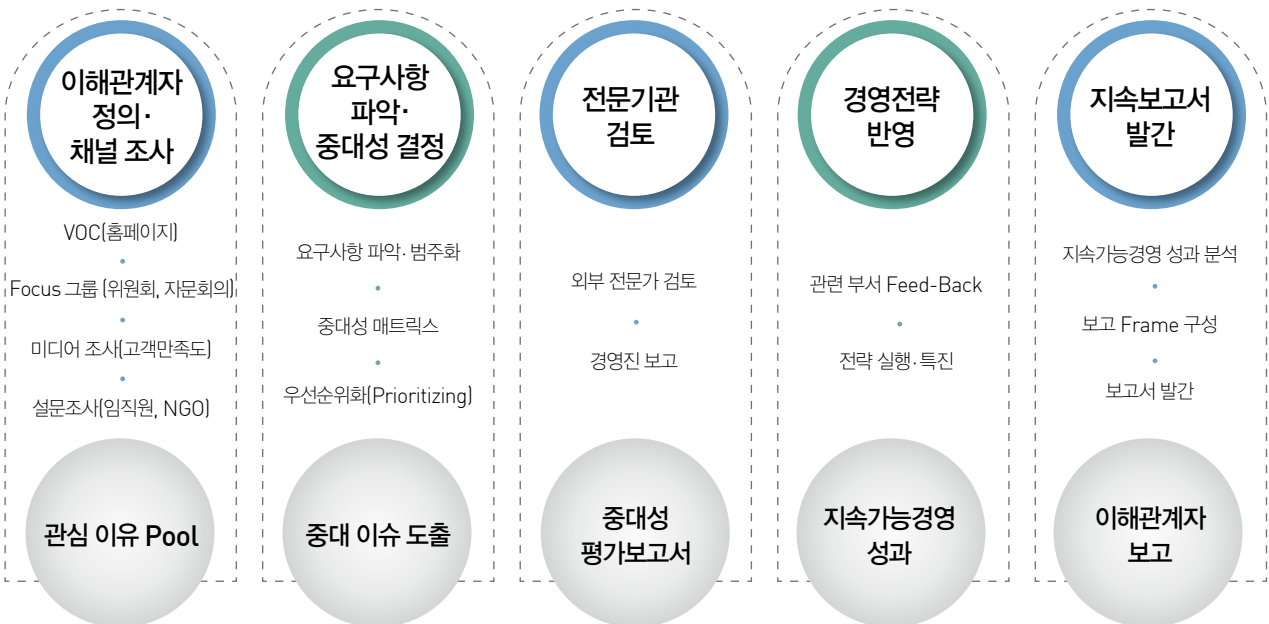 이해관계자
정의·
채널 조사
VOC(홈페이지)
Focus 그룹 (위원회, 자문회의)
미디어 조사(고객만족도)
설문조사(임직원, NGO)
관심 이유 Pool
요구사항
파악·
중대성 결정
요구사항 파악·범주화
중대성 매트릭스
우선순위화(Prioritizing)
중대 이슈 도출
전문기관
검토
외부 전문가 검토
경영진 보고
중대성
평가보고서
경영전략
반영
관련 부서 Feed-Back
전략 실행·특진
지속가능경영
성과
지속보고서
발간
지속가능경영 성과 분석
보고 Frame 구성
보고서 발간
이해관계자
보고